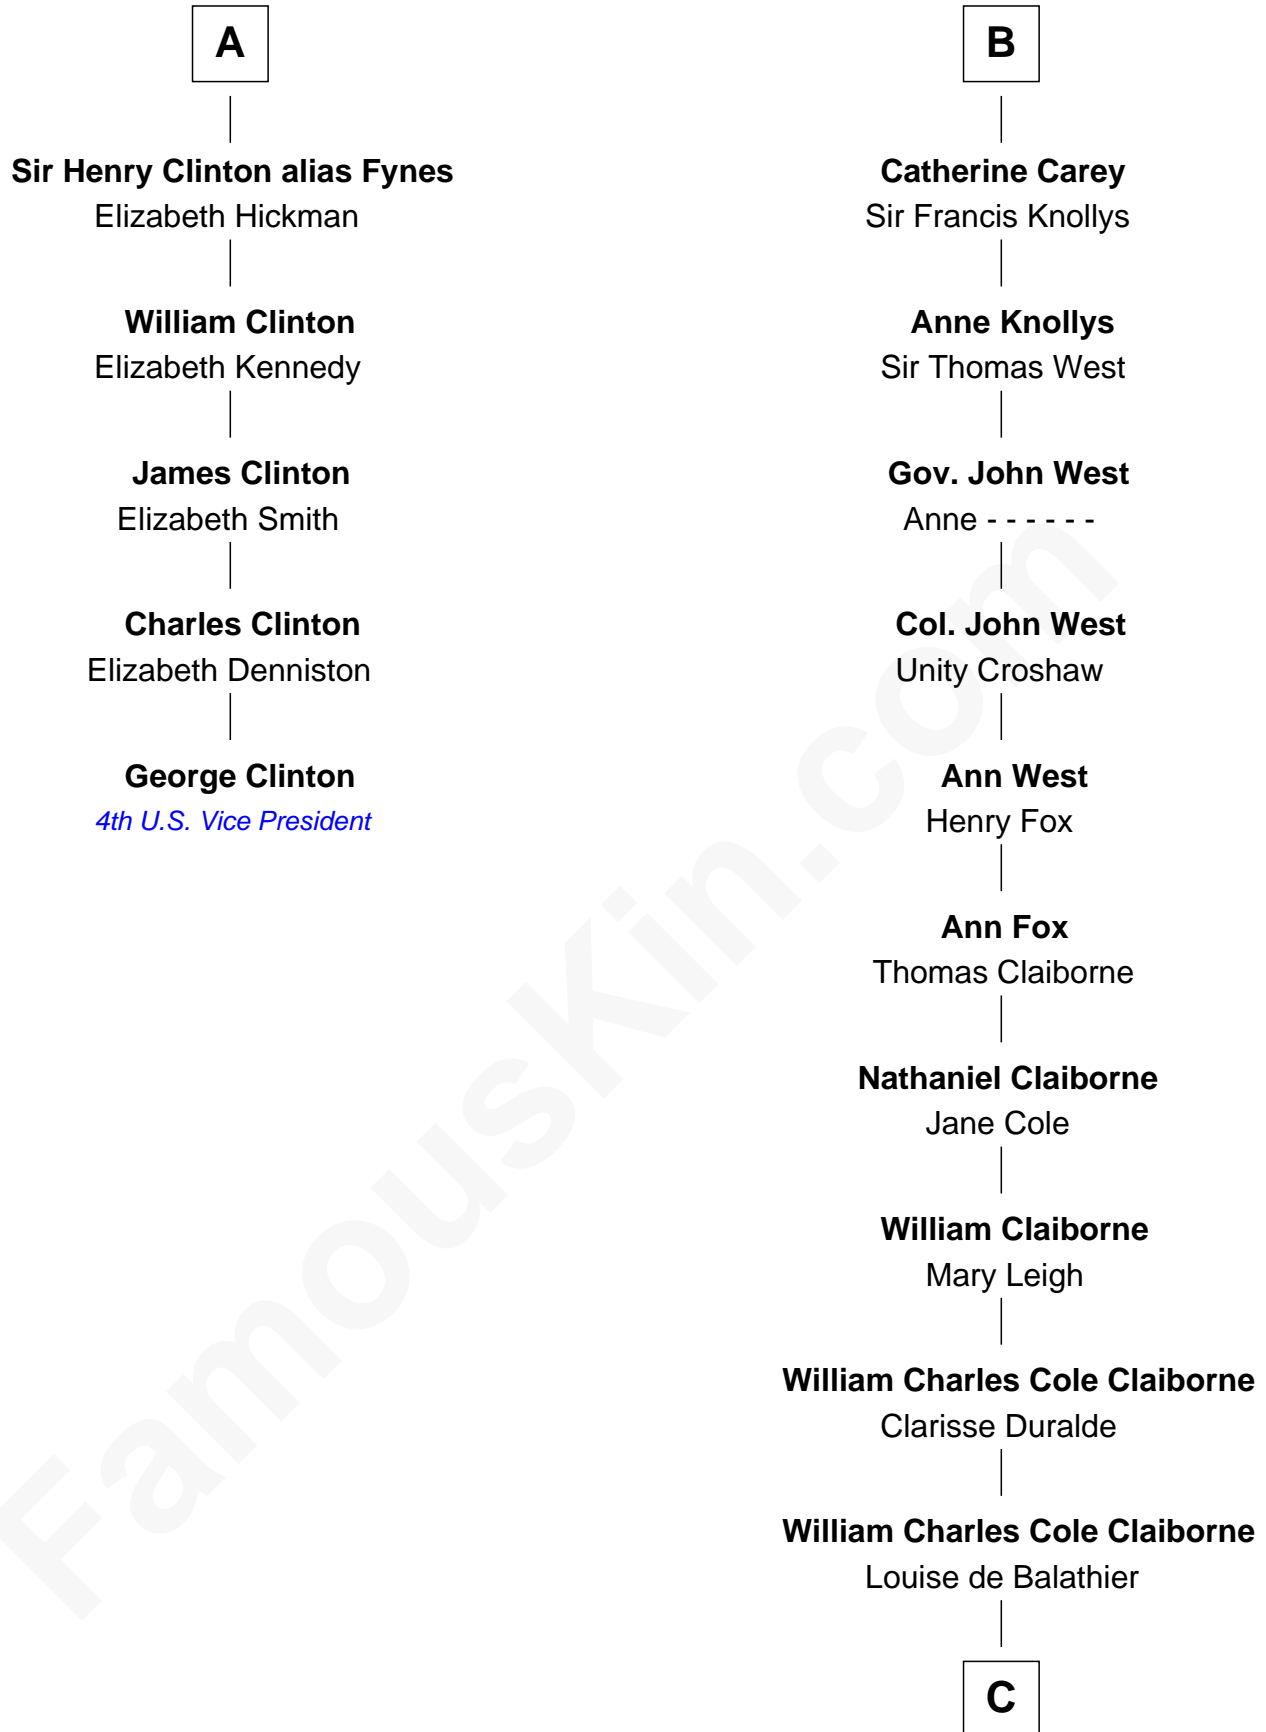 A
Sir Henry Clinton alias Fynes
Elizabeth Hickman
William Clinton
Elizabeth Kennedy
James Clinton
Elizabeth Smith
Charles Clinton
Elizabeth Denniston
George Clinton
4th U.S. Vice President
B
Catherine Carey
Sir Francis Knollys
Anne Knollys
Sir Thomas West
Gov. John West
Anne - - - - - -
Col. John West
Unity Croshaw
Ann West
Henry Fox
Ann Fox
Thomas Claiborne
Nathaniel Claiborne
Jane Cole
William Claiborne
Mary Leigh
William Charles Cole Claiborne
Clarisse Duralde
William Charles Cole Claiborne
Louise de Balathier
C
FamousKin.com